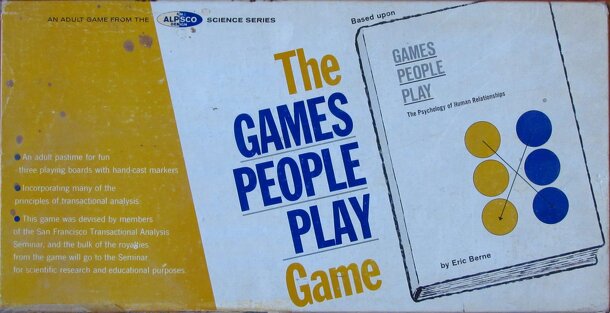 AN ADULT GAME FROM THE ALPSCO SCIENCE SERIES
The
GAMES
PEOPLE
PLAY
Game
An adult pastime for fun
three playing boards with hand-cast markers
Incorporating many of the
principles of transactional analysis
This game was devised by members
of the San Francisco Transactional Analysis
Seminar, and the bulk of the royalties
from the game will go to the Seminar
for scientific research and educational purposes.
Based upon
GAMES
PEOPLE
PLAY
The Psychology of Human Relationships
by Eric Berne